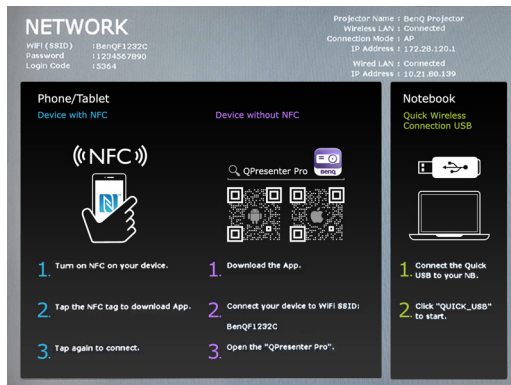 NETWORK
WiFi (SSID) :BenQF1232C
Password :1234567890
Login Code :5364
Projector Name : BenQ Projector
Wireless LAN : Connected
Connection Mode : AP
IP Address : 172.28.120.1
Wired LAN : Connected
IP Address : 10.21.80.139
Phone/Tablet
Device with NFC
NFC
1. Turn on NFC on your device.
2. Tap the NFC tag to download App.
3. Tap again to connect.
Device without NFC
QPresenter Pro
BENQ
1. Download the App.
2. Connect your device to WiFi SSID:
BenQF1232C
3. Open the "QPresenter Pro".
Notebook
Quick Wireless
Connection USB
1. Connect the Quick
USB to your NB.
2. Click "QUICK_USB"
to start.